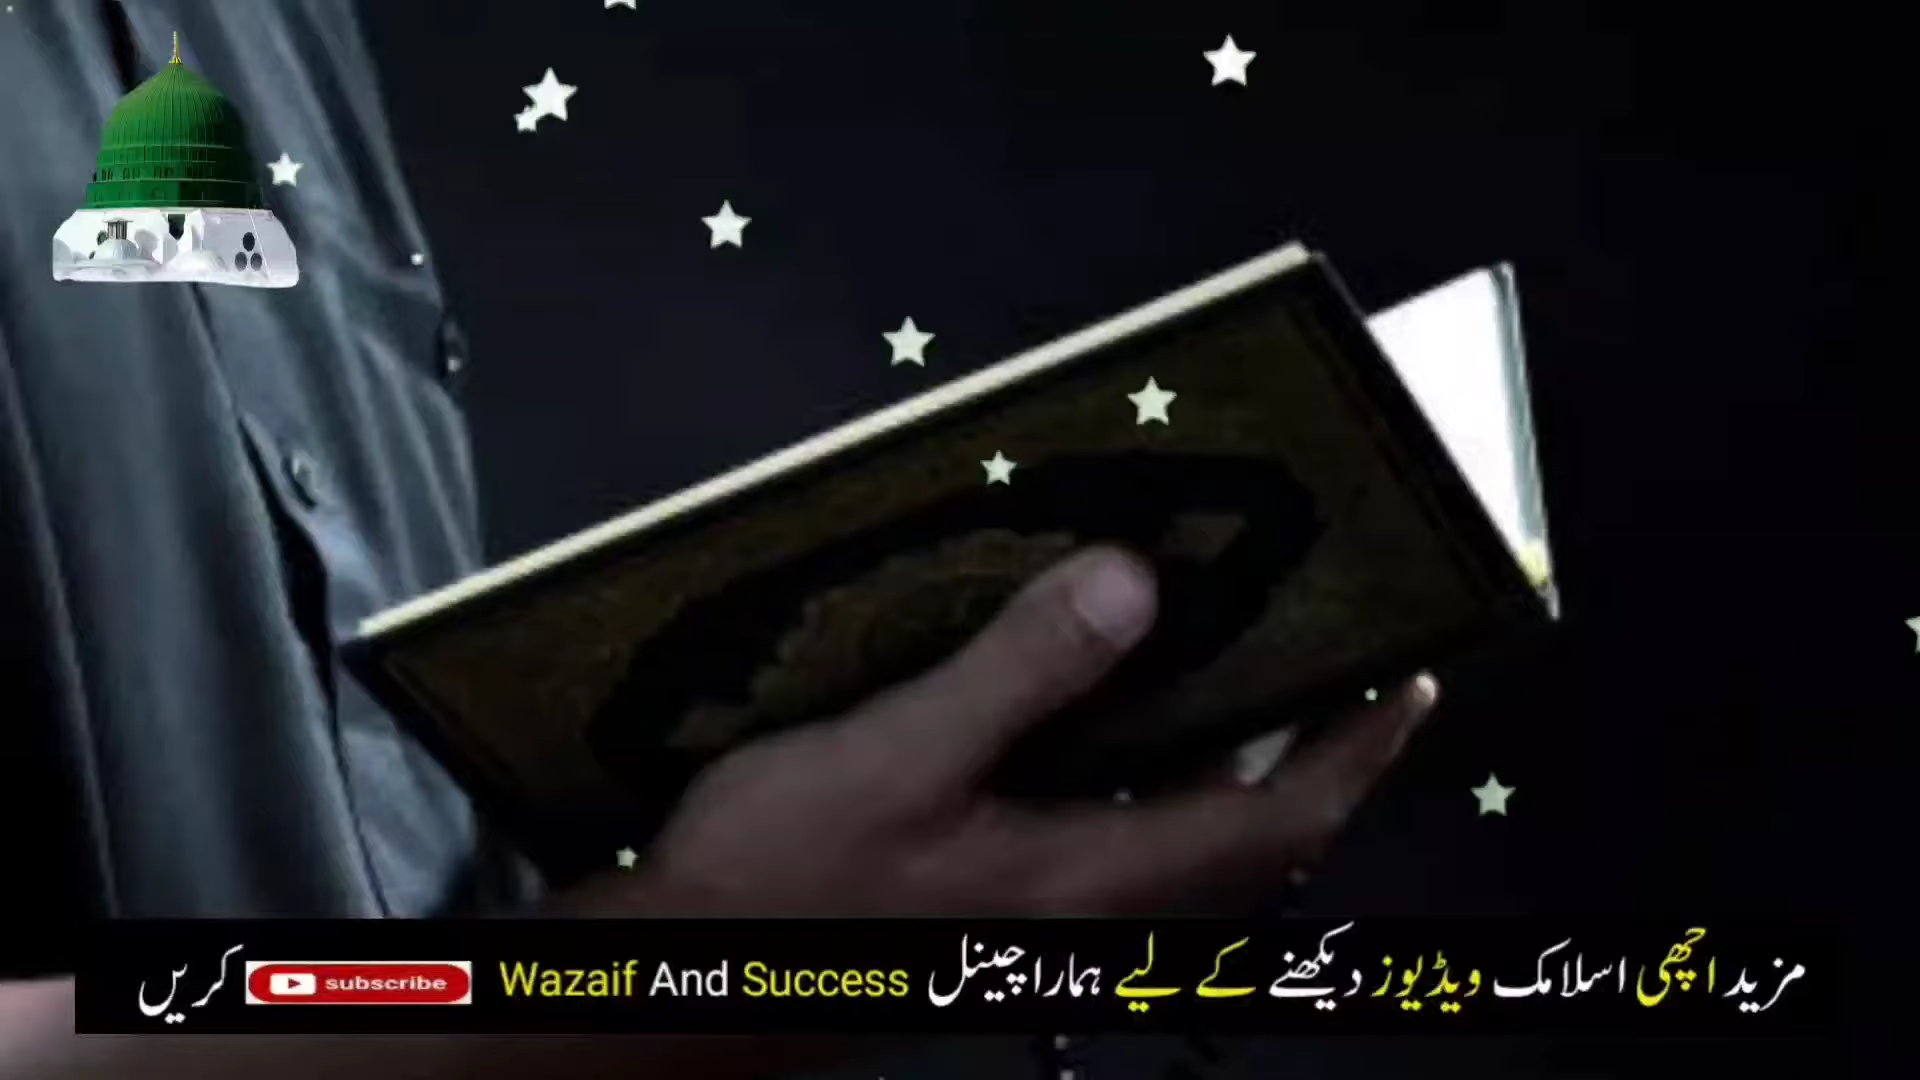 مزید اچھی اسلامک ویڈیوز دیکھنے کے لیے ہمارا چینل Wazaif And Success subscribe کریں